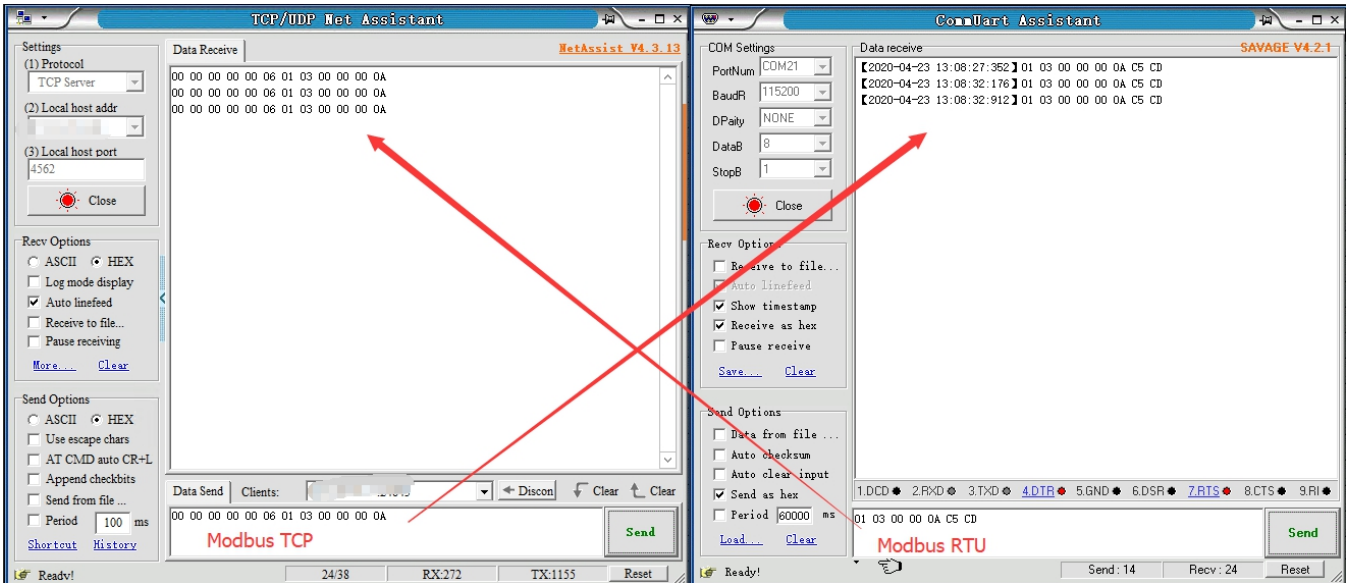 TCP/UDP Net Assistant
Settings
(1) Protocol
TCP Server
(2) Local host addr
(3) Local host port
4562
Close
Recv Options
ASCII HEX
Log mode display
Auto linefeed
Receive to file...
Pause receiving
More... Clear
Send Options
ASCII HEX
Use escape chars
AT CMD auto CR+L
Append checkbits
Send from file ...
Period 100 ms
Shortcut History
Data Receive
NetAssist V4.3.13
00 00 00 00 00 06 01 03 00 00 00 0A
00 00 00 00 00 06 01 03 00 00 00 0A
00 00 00 00 00 06 01 03 00 00 00 0A
Data Send Clients: Discon Clear Clear
00 00 00 00 00 06 01 03 00 00 00 0A
Modbus TCP
Send
Ready! 24/38 RX:272 TX:1155 Reset
CommUart Assistant
COM Settings
PortNum COM21
BaudR 115200
DPaity NONE
DataB 8
StopB 1
Close
Recv Options
Receive to file...
Auto linefeed
Show timestamp
Receive as hex
Pause receive
Save... Clear
Send Options
Data from file ...
Auto checksum
Auto clear input
Send as hex
Period 60000 ms
Load... Clear
Data receive
SAVAGE V4.2.1
【2020-04-23 13:08:27:352】01 03 00 00 00 0A C5 CD
【2020-04-23 13:08:32:176】01 03 00 00 00 0A C5 CD
【2020-04-23 13:08:32:912】01 03 00 00 00 0A C5 CD
1.DCD 2.RXD 3.TXD 4.DTR 5.GND 6.DSR 7.RTS 8.CTS 9.RI
01 03 00 00 0A C5 CD
Modbus RTU
Send
Ready! Send : 14 Recv : 24 Reset